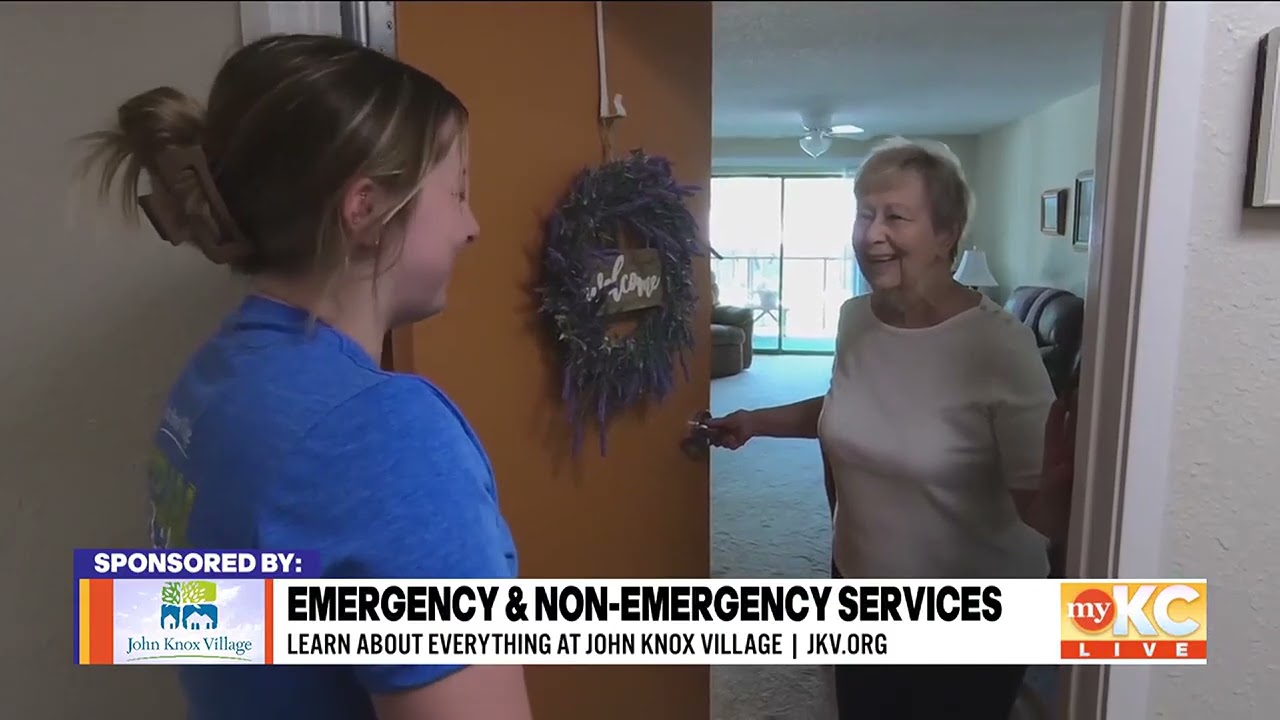 welcome
SPONSORED BY:
John Knox Village
EMERGENCY & NON-EMERGENCY SERVICES
LEARN ABOUT EVERYTHING AT JOHN KNOX VILLAGE | JKV.ORG
my KC
LIVE